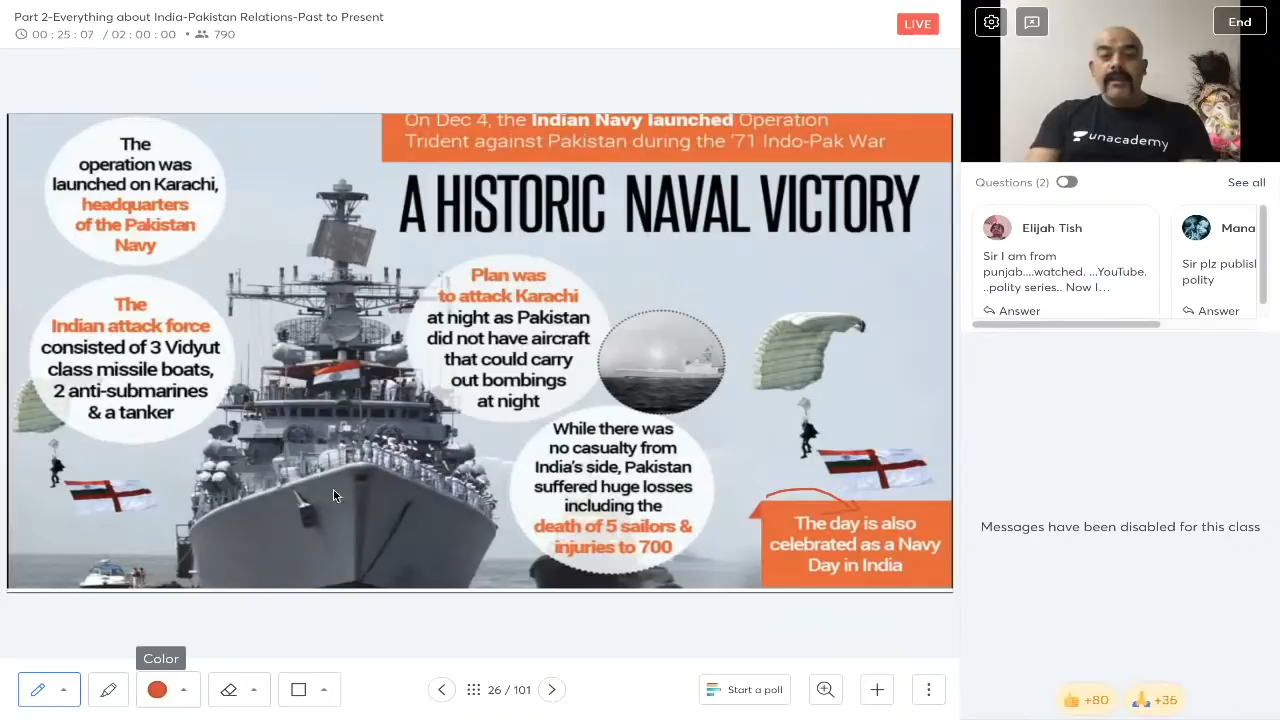 Part 2-Everything about India-Pakistan Relations-Past to Present
00 : 25 : 07 / 02 : 00 : 00 • 79%
LIVE
End
unacademy
On Dec 4, the Indian Navy launched Operation
Trident against Pakistan during the '71 Indo-Pak War
A HISTORIC NAVAL VICTORY
The
operation was
launched on Karachi,
headquarters
of the Pakistan
Navy
The
Indian attack force
consisted of 3 Vidyut
class missile boats,
2 anti-submarines
& a tanker
Plan was
to attack Karachi
at night as Pakistan
did not have aircraft
that could carry
out bombings
at night
While there was
no casualty from
India's side, Pakistan
suffered huge losses
including the
death of 5 sailors &
injuries to 700
The day is also
celebrated as a Navy
Day in India
Questions (2)
See all
Elijah Tish
Sir I am from
punjab....watched. ...YouTube.
..polity series.. Now I...
Answer
Mana
Sir plz publis
polity
Answer
Messages have been disabled for this class
Color
26 / 101
Start a poll
+80
+36